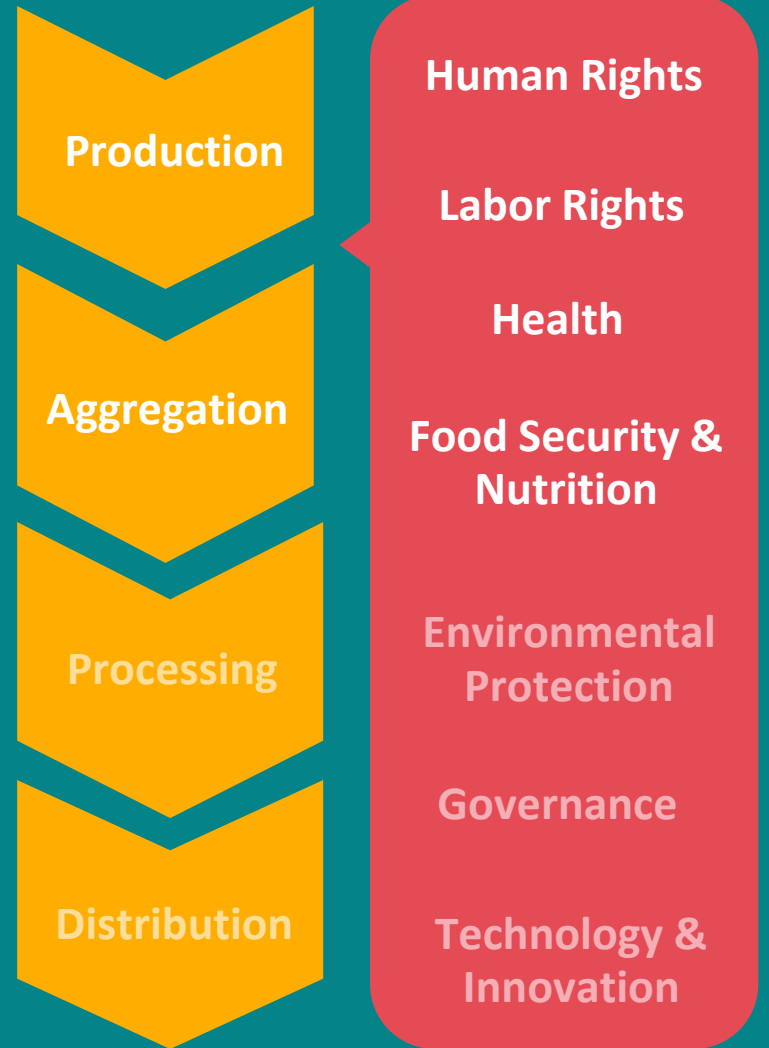 Production
Aggregation
Processing
Distribution
Human Rights
Labor Rights
Health
Food Security &
Nutrition
Environmental
Protection
Governance
Technology &
Innovation